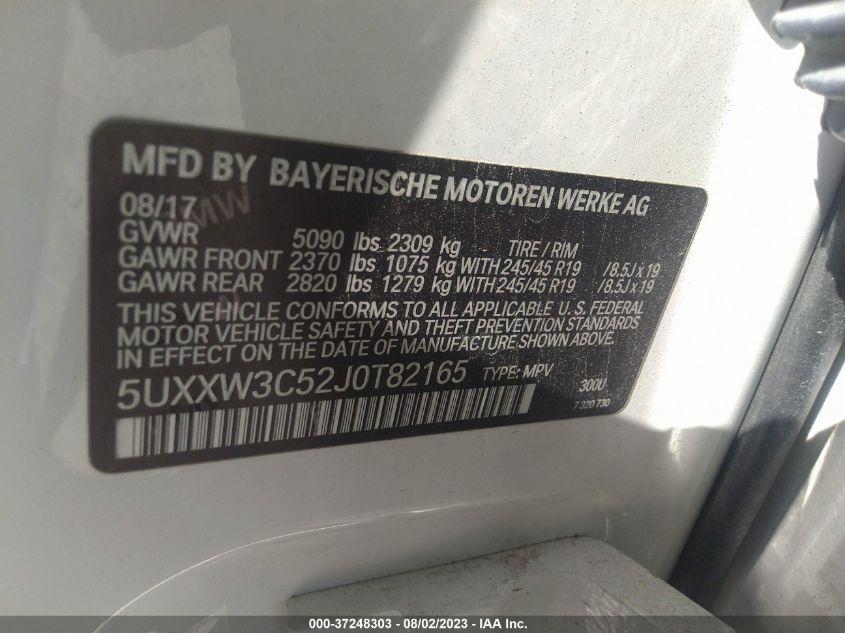 MFD BY BAYERISCHE MOTOREN WERKE AG
08/17
GVWR 5090 lbs 2309 kg TIRE / RIM
GAWR FRONT 2370 lbs 1075 kg WITH 245/45 R19 /8.5J x 19
GAWR REAR 2820 lbs 1279 kg WITH 245/45 R19 /8.5J x 19
THIS VEHICLE CONFORMS TO ALL APPLICABLE U.S. FEDERAL
MOTOR VEHICLE SAFETY AND THEFT PREVENTION STANDARDS
IN EFFECT ON THE DATE OF MANUFACTURE SHOWN ABOVE.
5UXXW3C52J0T82165 TYPE: MPV 300U
7 320 730
000-37248303 - 08/02/2023 - IAA Inc.